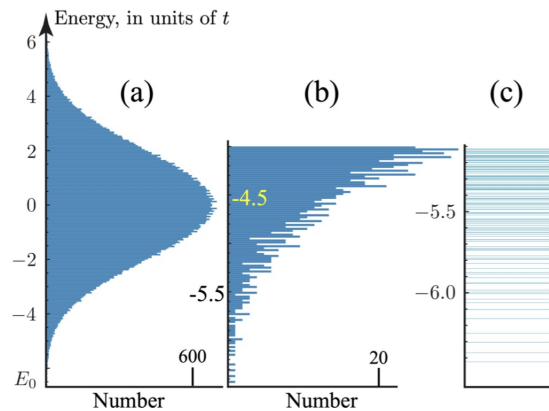 Energy, in units of t
6
4
2
0
−2
−4
E0
(a)
600
Number
(b)
-4.5
-5.5
20
Number
(c)
−5.5
−6.0